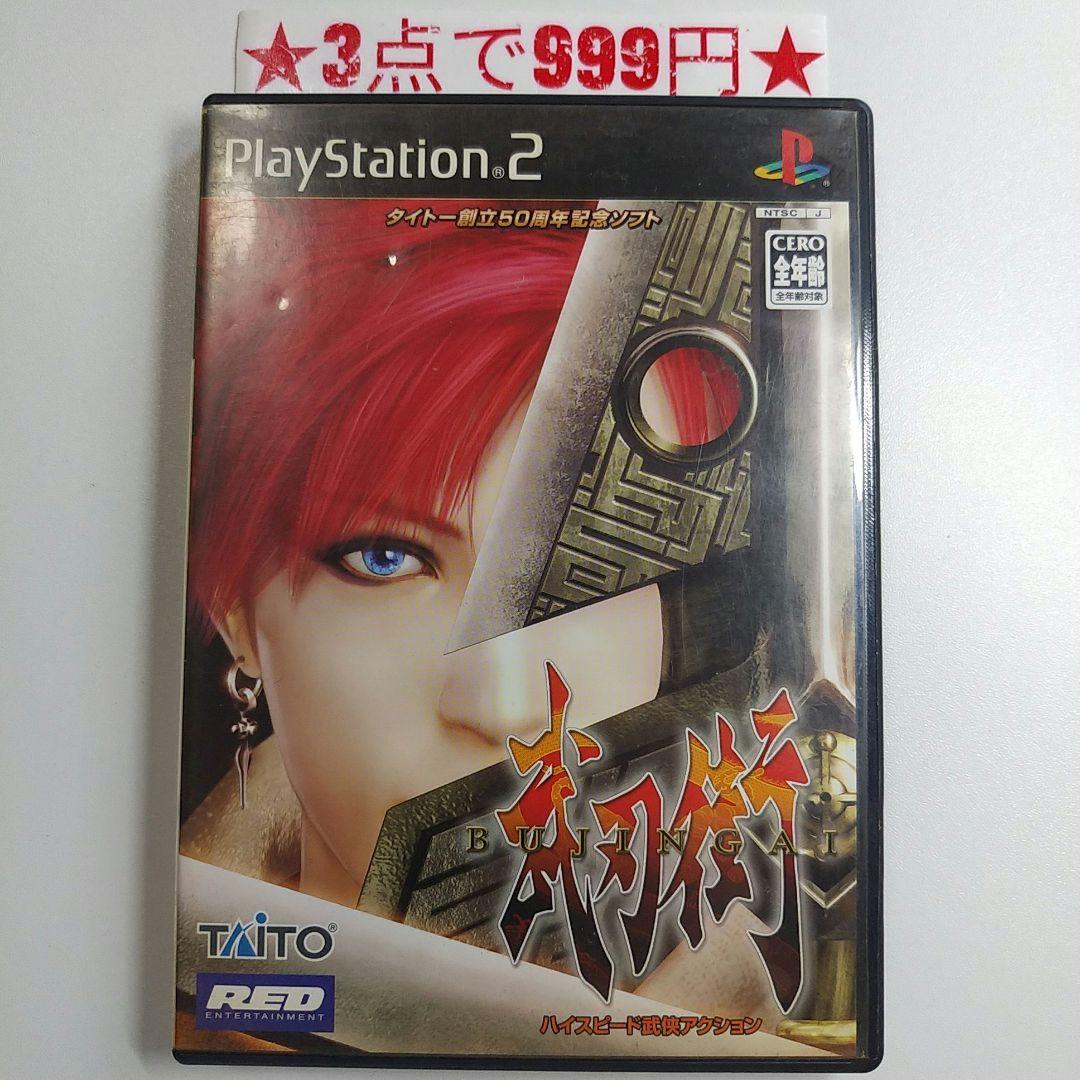 ★3点で999円★
PlayStation®2
タイトー創立50周年記念ソフト
NTSC J
CERO
全年齢
全年齢対象
武刃街
BUJINGAI
TAITO®
RED
ENTERTAINMENT
ハイスピード武侠アクション